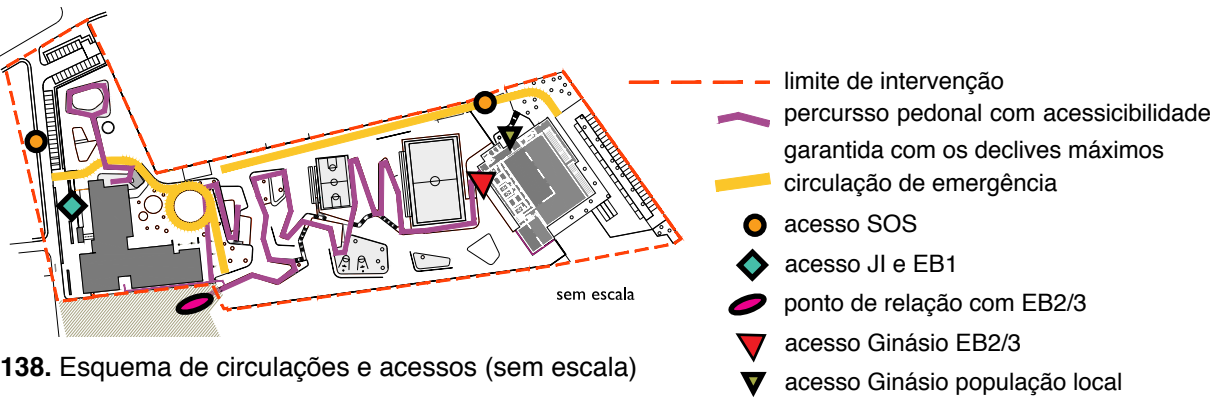 limite de intervenção
percursso pedonal com acessicibilidade
garantida com os declives máximos
circulação de emergência
acesso SOS
acesso JI e EB1
ponto de relação com EB2/3
acesso Ginásio EB2/3
acesso Ginásio população local
sem escala
138. Esquema de circulações e acessos (sem escala)